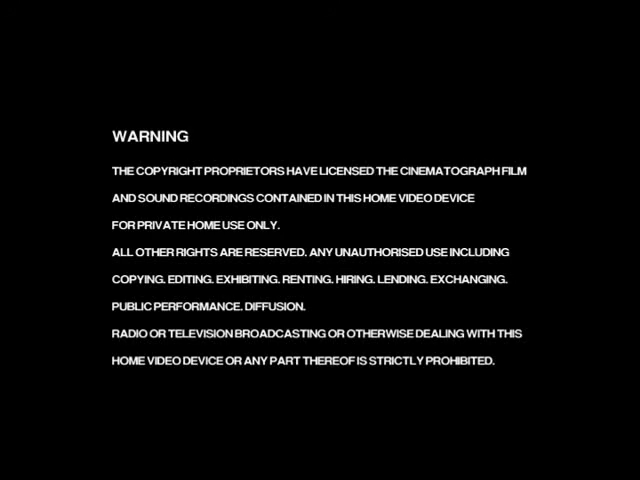 WARNING
THE COPYRIGHT PROPRIETORS HAVE LICENSED THE CINEMATOGRAPH FILM
AND SOUND RECORDINGS CONTAINED IN THIS HOME VIDEO DEVICE
FOR PRIVATE HOME USE ONLY.
ALL OTHER RIGHTS ARE RESERVED. ANY UNAUTHORISED USE INCLUDING
COPYING. EDITING. EXHIBITING. RENTING. HIRING. LENDING. EXCHANGING.
PUBLIC PERFORMANCE. DIFFUSION.
RADIO OR TELEVISION BROADCASTING OR OTHERWISE DEALING WITH THIS
HOME VIDEO DEVICE OR ANY PART THEREOF IS STRICTLY PROHIBITED.